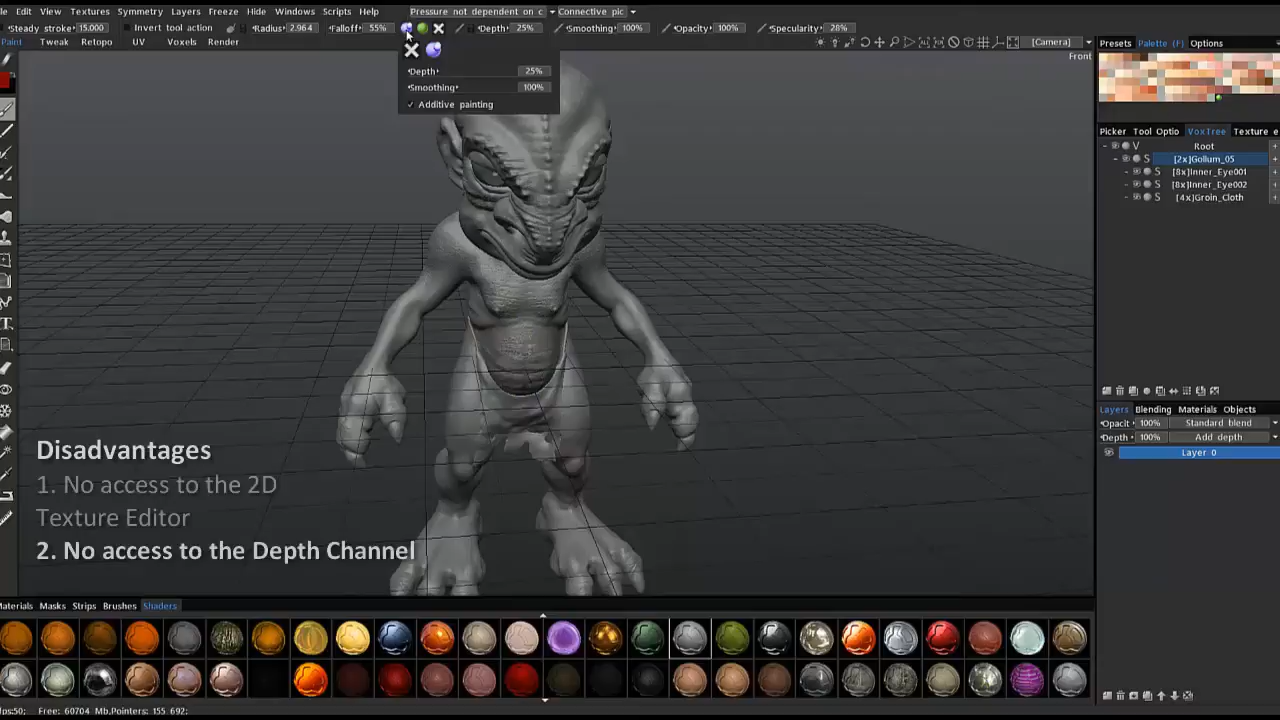 Edit View Textures Symmetry Layers Freeze Hide Windows Scripts Help Pressure not dependent on c Connective pic
Steady stroke 15.000 Invert tool action Radius 2.964 Falloff 55% Depth 25% Smoothing 100% Opacity 100% Specularity 28%
Paint Tweak Retopo UV Voxels Render [Camera]
Front
Depth 25%
Smoothing 100%
Additive painting
Presets Palette (F) Options
Picker Tool Optio VoxTree Texture e
V Root
S [2x]Gollum_05
S [8x]Inner_Eye001
S [8x]Inner_Eye002
S [4x]Groin_Cloth
Layers Blending Materials Objects
Opacit 100% Standard blend
Depth 100% Add depth
Layer 0
Disadvantages
1. No access to the 2D
Texture Editor
2. No access to the Depth Channel
aterials Masks Strips Brushes Shaders
fps:50; Free: 60704 Mb,Pointers: 155 692;